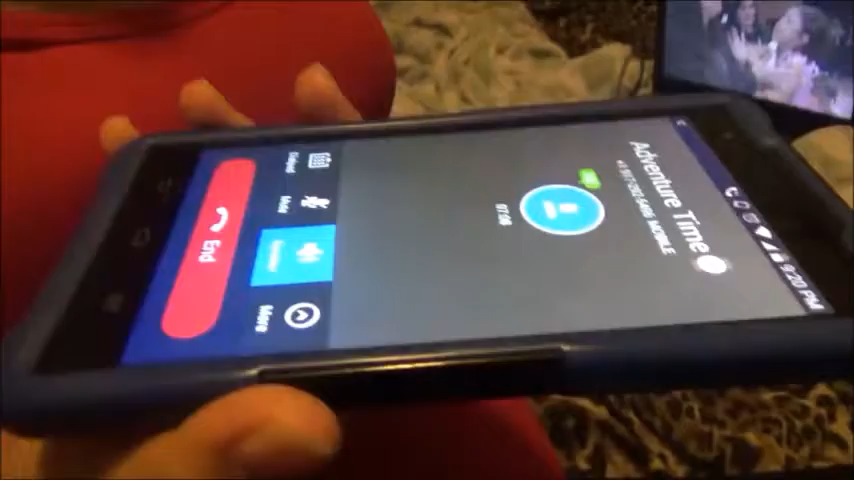 9:20 PM
Adventure Time
MOBILE
07:08
Dialpad
Mute
Speaker
More
End